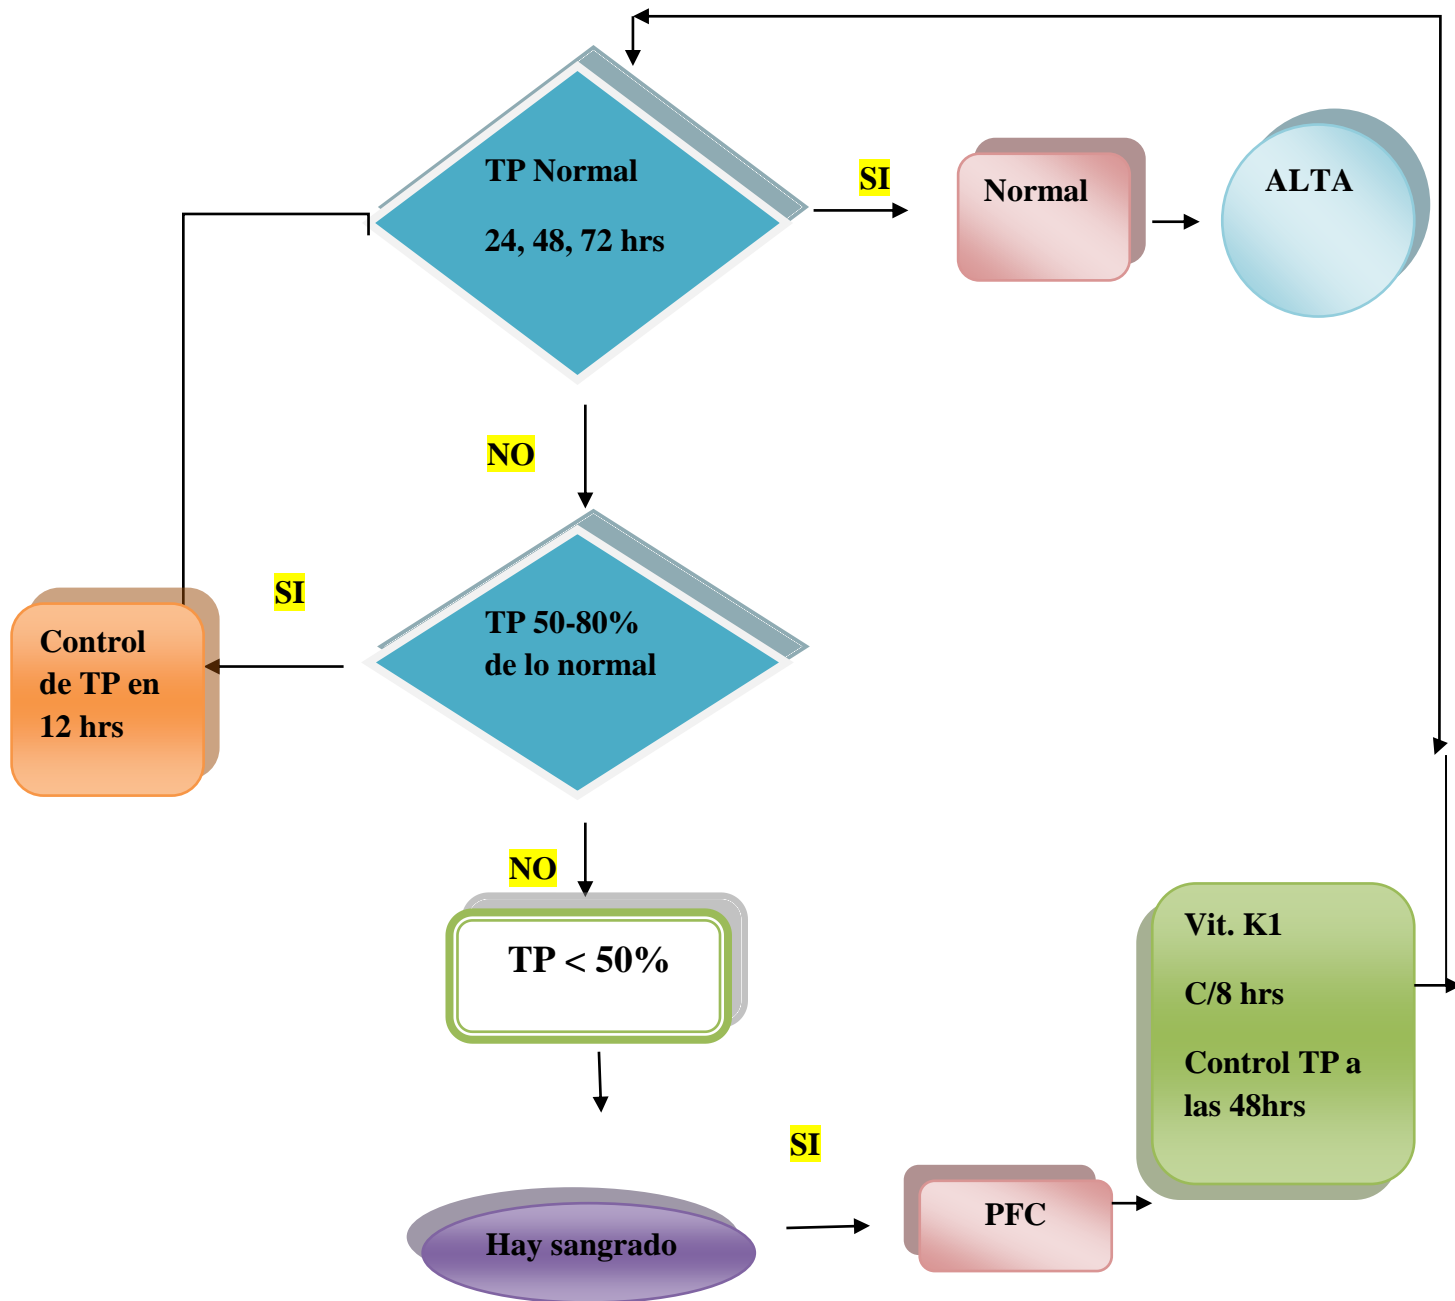 TP Normal
24, 48, 72 hrs
SI
Normal
ALTA
NO
SI
TP 50-80%
de lo normal
Control
de TP en
12 hrs
NO
TP < 50%
Vit. K1
C/8 hrs
Control TP a
las 48hrs
SI
Hay sangrado
PFC